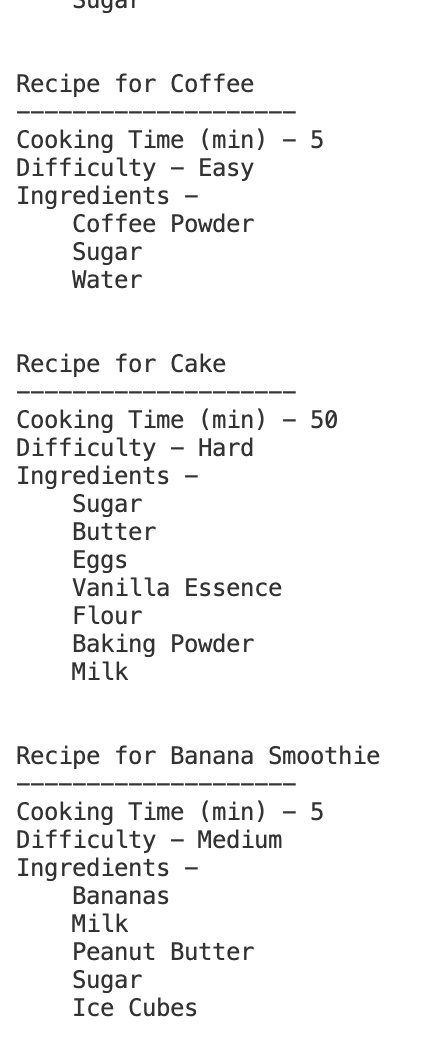 Sugar
Recipe for Coffee
--------------------
Cooking Time (min) - 5
Difficulty - Easy
Ingredients -
    Coffee Powder
    Sugar
    Water
Recipe for Cake
--------------------
Cooking Time (min) - 50
Difficulty - Hard
Ingredients -
    Sugar
    Butter
    Eggs
    Vanilla Essence
    Flour
    Baking Powder
    Milk
Recipe for Banana Smoothie
--------------------
Cooking Time (min) - 5
Difficulty - Medium
Ingredients -
    Bananas
    Milk
    Peanut Butter
    Sugar
    Ice Cubes